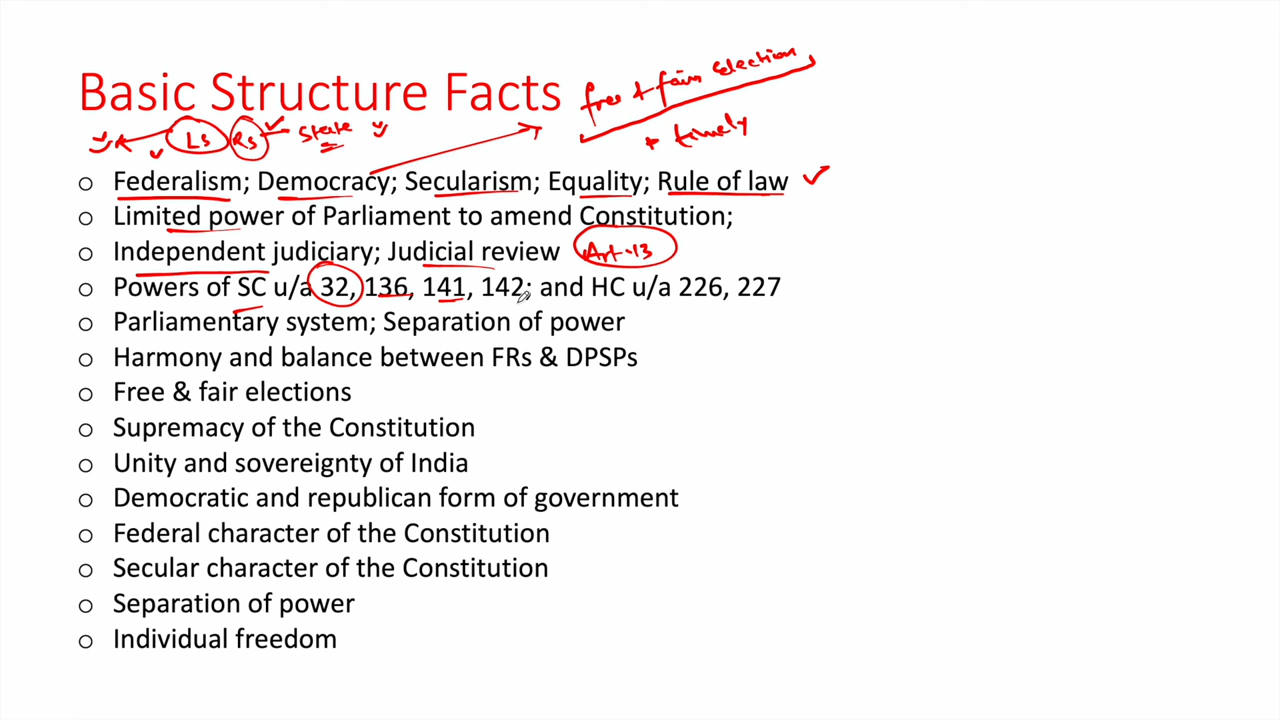 Basic Structure Facts free + fair selection
+ timely
Ls Rs State
○ Federalism; Democracy; Secularism; Equality; Rule of law ✓
○ Limited power of Parliament to amend Constitution;
○ Independent judiciary; Judicial review Art-13
○ Powers of SC u/a 32, 136, 141, 142; and HC u/a 226, 227
○ Parliamentary system; Separation of power
○ Harmony and balance between FRs & DPSPs
○ Free & fair elections
○ Supremacy of the Constitution
○ Unity and sovereignty of India
○ Democratic and republican form of government
○ Federal character of the Constitution
○ Secular character of the Constitution
○ Separation of power
○ Individual freedom